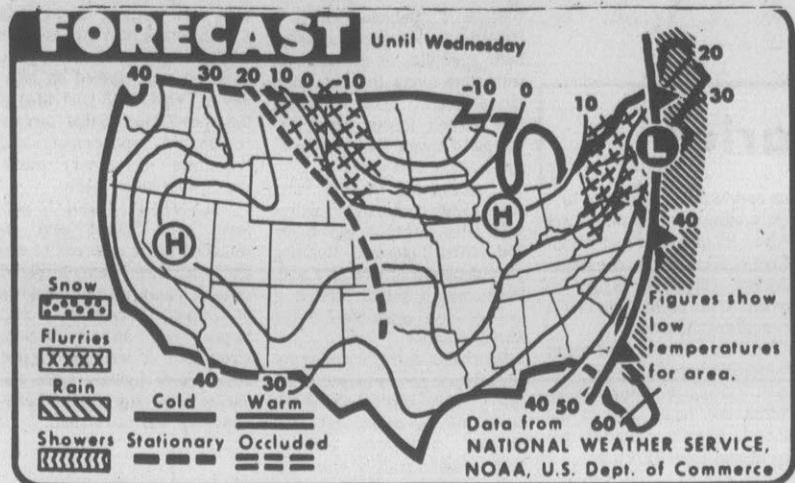 FORECAST
Until Wednesday
40 30 20 10 0 -10 -10 0 10 20
30
L
H H
40
Snow
Flurries
Rain
Showers
Cold Warm
Stationary Occluded
40 30
Figures show
low
temperatures
for area.
40 50 60
Data from
NATIONAL WEATHER SERVICE,
NOAA, U.S. Dept. of Commerce